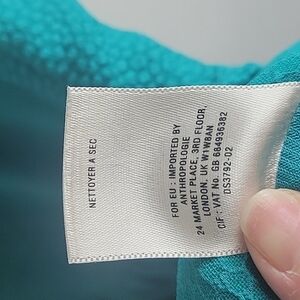 NETTOYER A SEC
FOR EU : IMPORTED BY
ANTHROPOLOGIE
24 MARKET PLACE, 3RD FLOOR,
LONDON, UK W1W8AN
CIF : VAT No. GB 684936382
DS3792-02